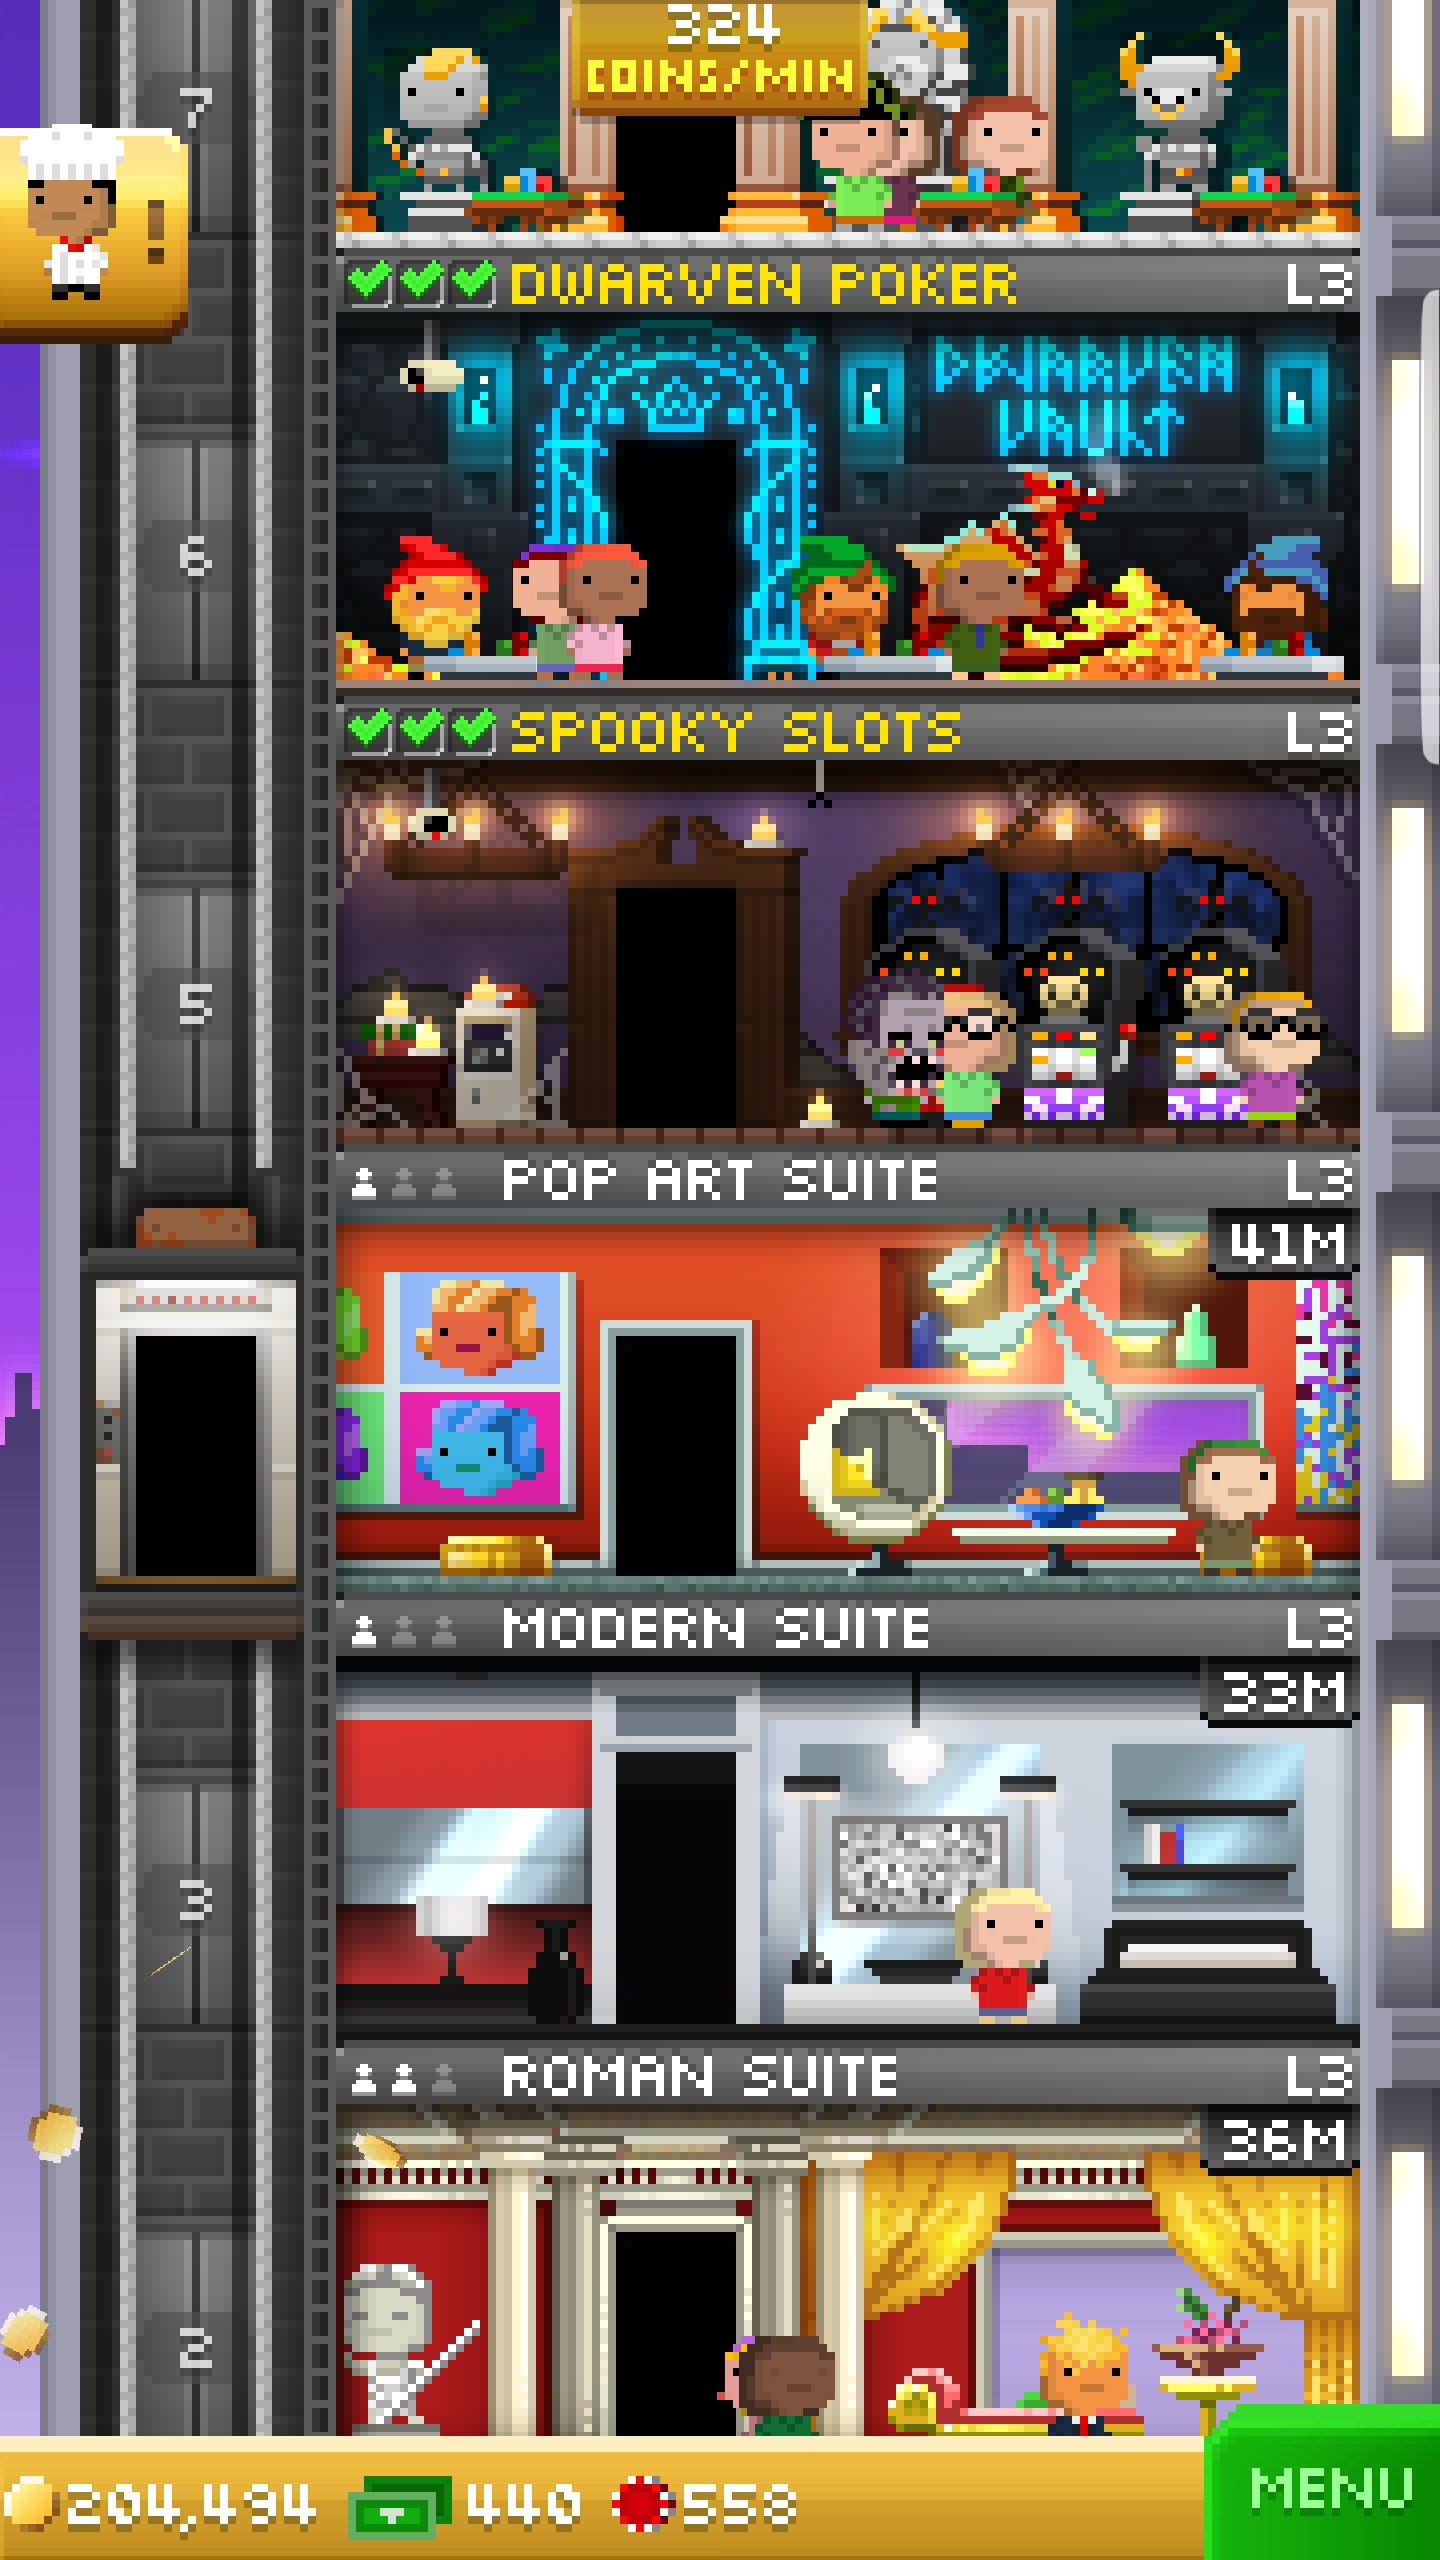 324
COINS/MIN
7
DWARVEN POKER L3
DWARVEN
VAULT
6
SPOOKY SLOTS L3
5
POP ART SUITE L3
41M
MODERN SUITE L3
33M
3
ROMAN SUITE L3
36M
2
204,494 440 558
MENU